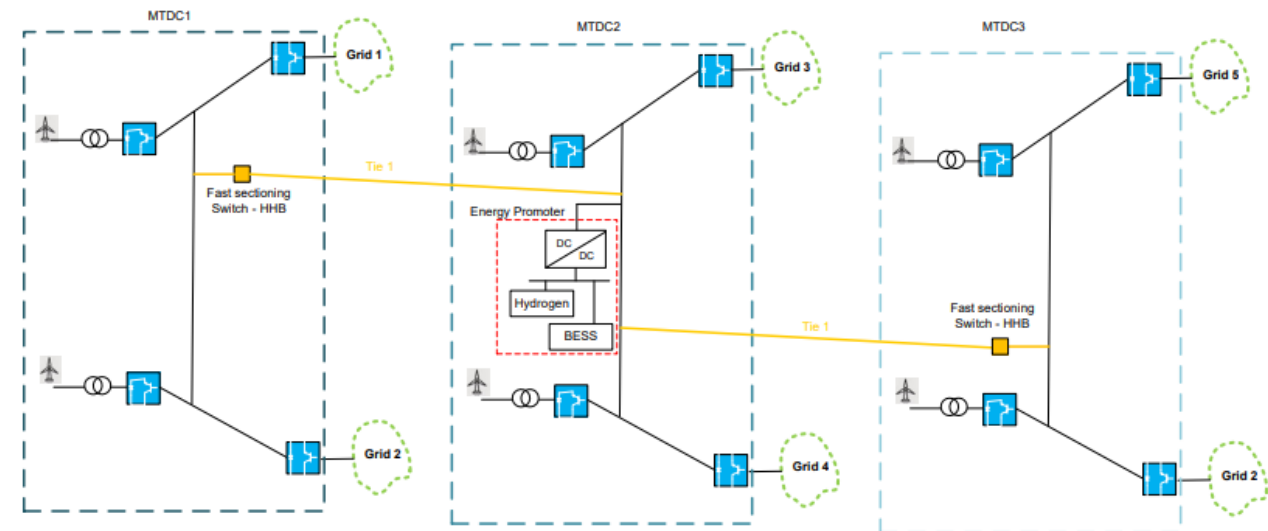 MTDC1
MTDC2
MTDC3
Grid 1
Grid 3
Grid 5
Tie 1
Fast sectioning
Switch - HHB
Energy Promoter
DC
DC
Hydrogen
BESS
Tie 1
Fast sectioning
Switch - HHB
Grid 2
Grid 4
Grid 2